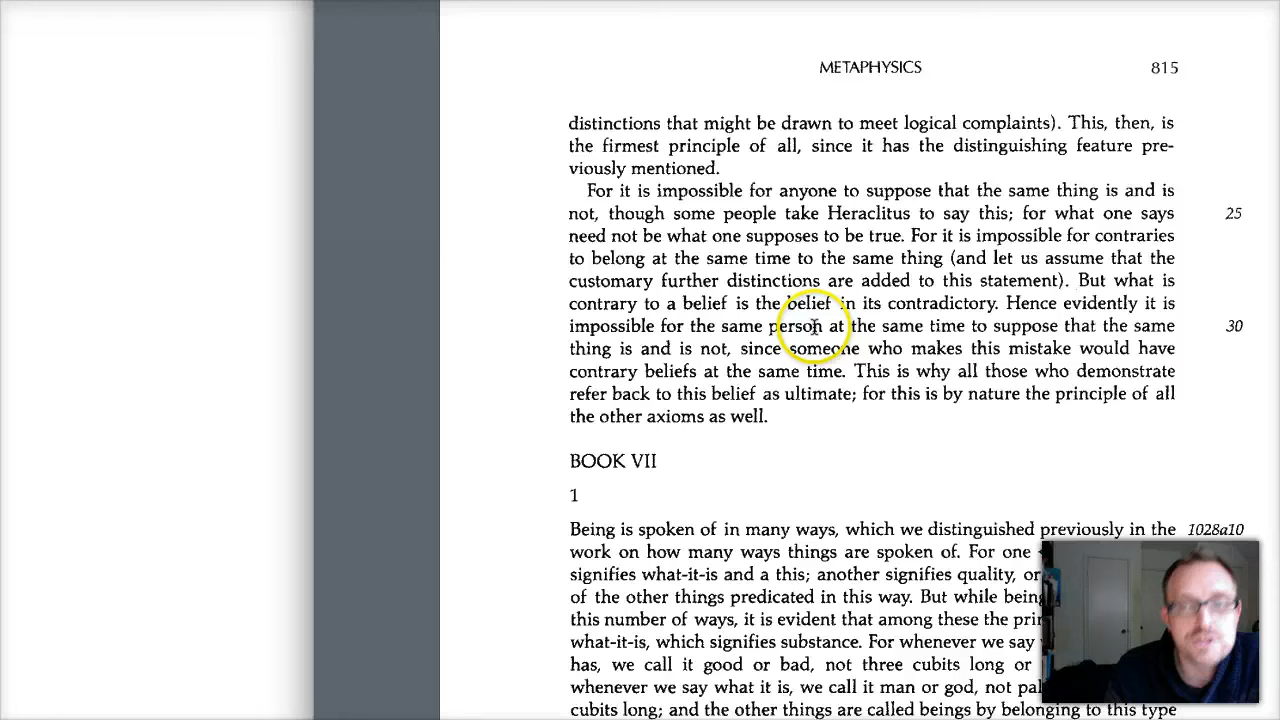 METAPHYSICS 815
distinctions that might be drawn to meet logical complaints). This, then, is
the firmest principle of all, since it has the distinguishing feature pre-
viously mentioned.
For it is impossible for anyone to suppose that the same thing is and is
not, though some people take Heraclitus to say this; for what one says 25
need not be what one supposes to be true. For it is impossible for contraries
to belong at the same time to the same thing (and let us assume that the
customary further distinctions are added to this statement). But what is
contrary to a belief is the belief in its contradictory. Hence evidently it is
impossible for the same person at the same time to suppose that the same 30
thing is and is not, since someone who makes this mistake would have
contrary beliefs at the same time. This is why all those who demonstrate
refer back to this belief as ultimate; for this is by nature the principle of all
the other axioms as well.
BOOK VII
1
Being is spoken of in many ways, which we distinguished previously in the 1028a10
work on how many ways things are spoken of. For one
signifies what-it-is and a this; another signifies quality, or
of the other things predicated in this way. But while being
this number of ways, it is evident that among these the
what-it-is, which signifies substance. For whenever we say
has, we call it good or bad, not three cubits long or
whenever we say what it is, we call it man or god, not
cubits long; and the other things are called beings by belonging to this type